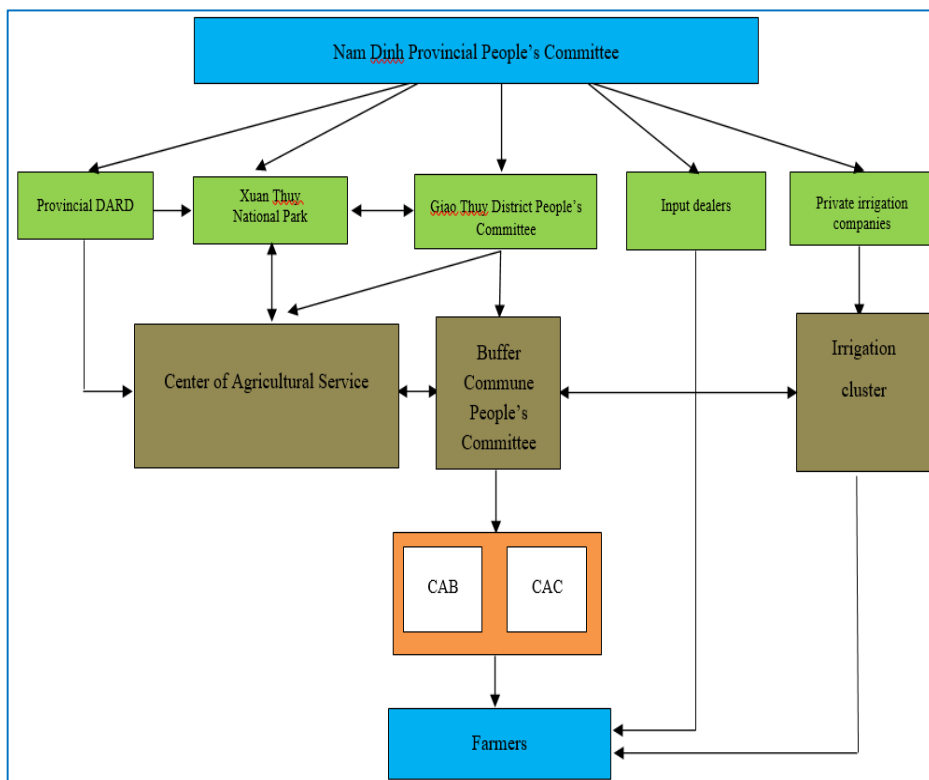 Nam Dinh Provincial People's Committee
Provincial DARD
Xuan Thuy
National Park
Giao Thuy District People's
Committee
Input dealers
Private irrigation
companies
Center of Agricultural Service
Buffer
Commune
People's
Committee
Irrigation
cluster
CAB
CAC
Farmers